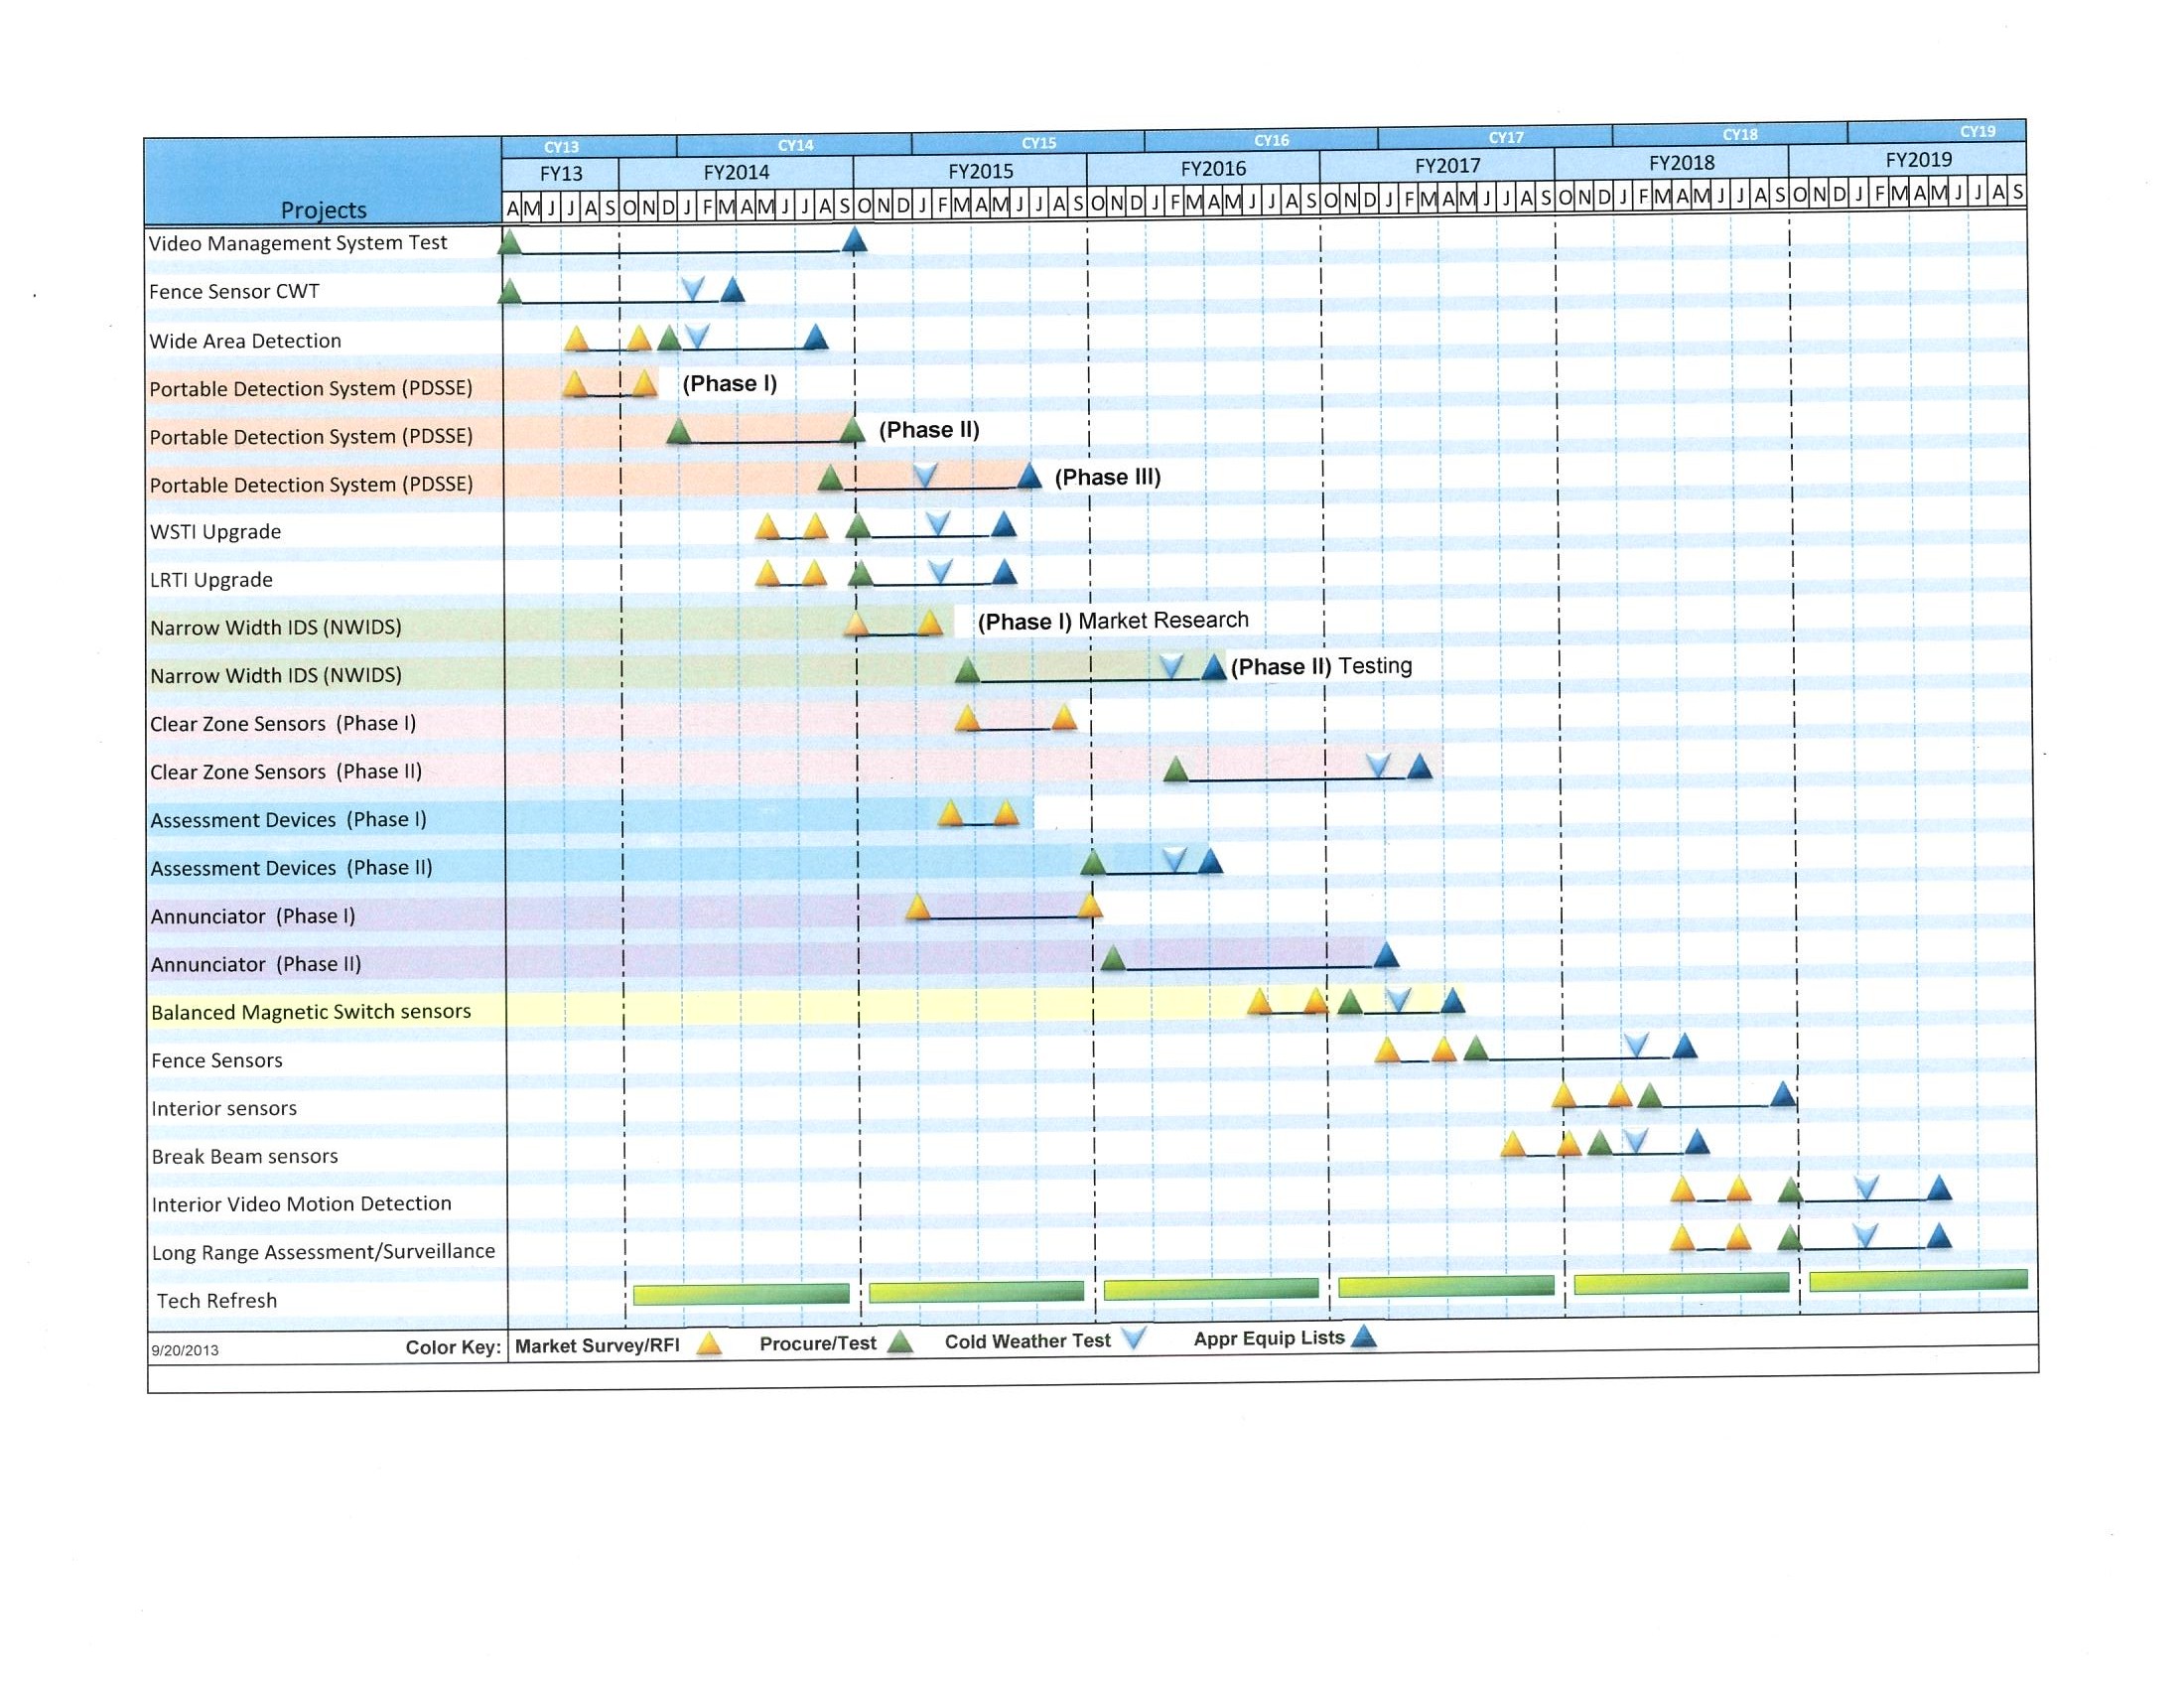 CY13 CY14 CY15 CY16 CY17 CY18 CY19
FY13 FY2014 FY2015 FY2016 FY2017 FY2018 FY2019
Projects A M J J A S O N D J F M A M J J A S O N D J F M A M J J A S O N D J F M A M J J A S O N D J F M A M J J A S O N D J F M A M J J A S O N D J F M A M J J A S
Video Management System Test
Fence Sensor CWT
Wide Area Detection
Portable Detection System (PDSSE) (Phase I)
Portable Detection System (PDSSE) (Phase II)
Portable Detection System (PDSSE) (Phase III)
WSTI Upgrade
LRTI Upgrade
Narrow Width IDS (NWIDS) (Phase I) Market Research
Narrow Width IDS (NWIDS) (Phase II) Testing
Clear Zone Sensors (Phase I)
Clear Zone Sensors (Phase II)
Assessment Devices (Phase I)
Assessment Devices (Phase II)
Annunciator (Phase I)
Annunciator (Phase II)
Balanced Magnetic Switch sensors
Fence Sensors
Interior sensors
Break Beam sensors
Interior Video Motion Detection
Long Range Assessment/Surveillance
Tech Refresh
9/20/2013 Color Key: Market Survey/RFI Procure/Test Cold Weather Test Appr Equip Lists